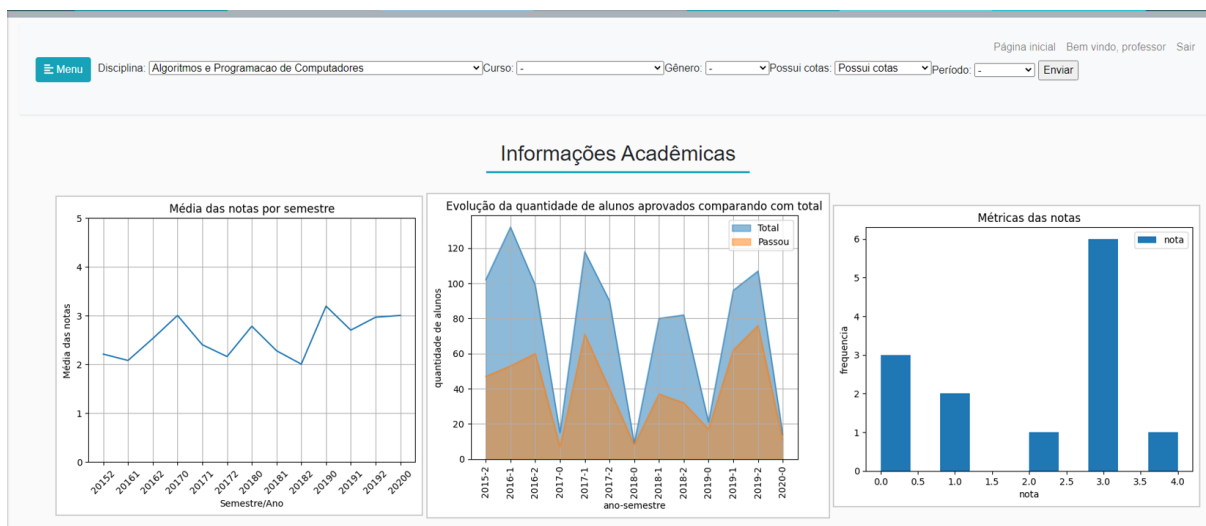 Página inicial Bem vindo, professor Sair
Menu Disciplina: Algoritmos e Programacao de Computadores Curso: - Gênero: - Possui cotas: Possui cotas Período: - Enviar
Informações Acadêmicas
Média das notas por semestre
5
4
3
2
1
0
Média das notas
20152 20161 20162 20170 20171 20172 20180 20181 20182 20190 20191 20192 20200
Semestre/Ano
Evolução da quantidade de alunos aprovados comparando com total
Total
Passou
120
100
80
60
40
20
0
quantidade de alunos
2015-2 2016-1 2016-2 2017-0 2017-1 2017-2 2018-0 2018-1 2018-2 2019-0 2019-1 2019-2 2020-0
ano-semestre
Métricas das notas
nota
6
5
4
3
2
1
0
frequencia
0.0 0.5 1.0 1.5 2.0 2.5 3.0 3.5 4.0
nota